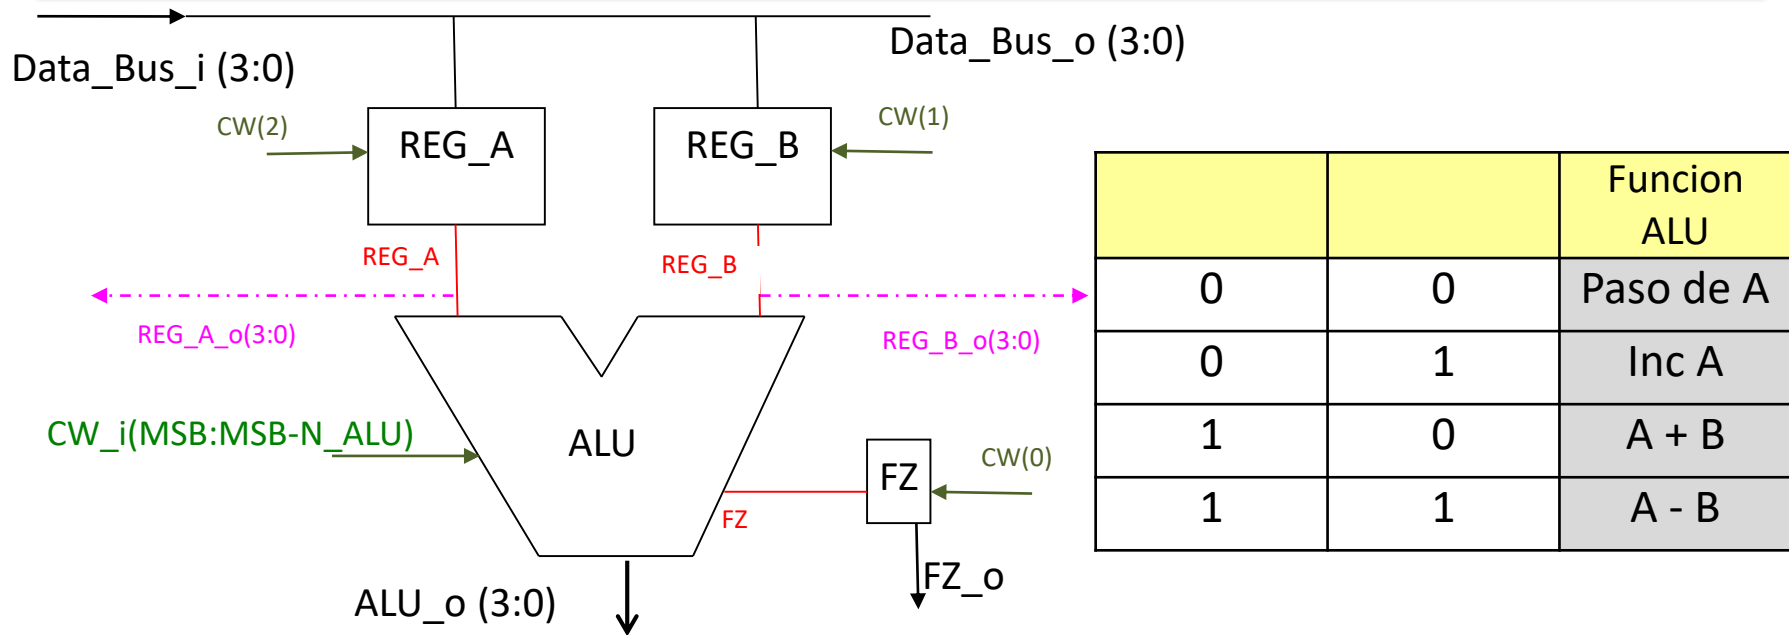 Data_Bus_i (3:0)
Data_Bus_o (3:0)
CW(2)
REG_A
REG_B
CW(1)
REG_A
REG_B
REG_A_o(3:0)
REG_B_o(3:0)
CW_i(MSB:MSB-N_ALU)
ALU
FZ
CW(0)
FZ
FZ_o
ALU_o (3:0)
Funcion
ALU
0 0 Paso de A
0 1 Inc A
1 0 A + B
1 1 A - B